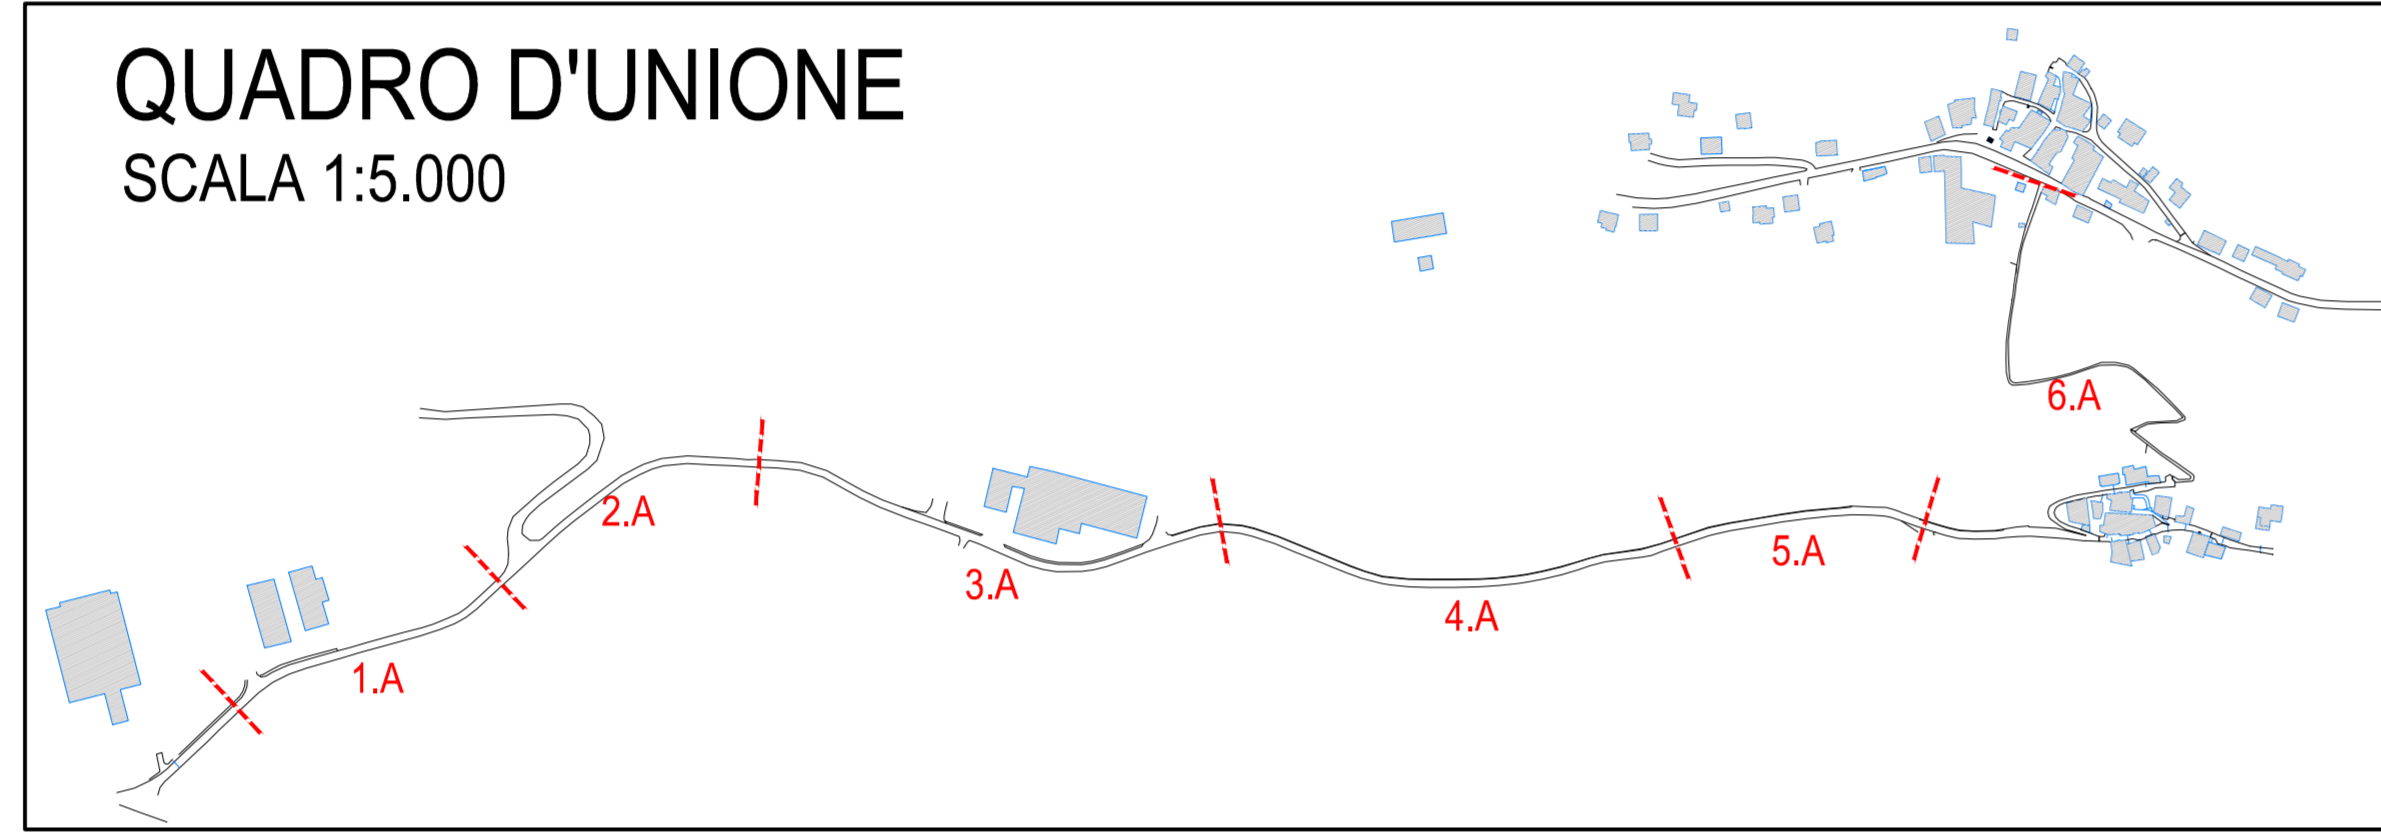 QUADRO D'UNIONE
SCALA 1:5.000
1.A
2.A
3.A
4.A
5.A
6.A